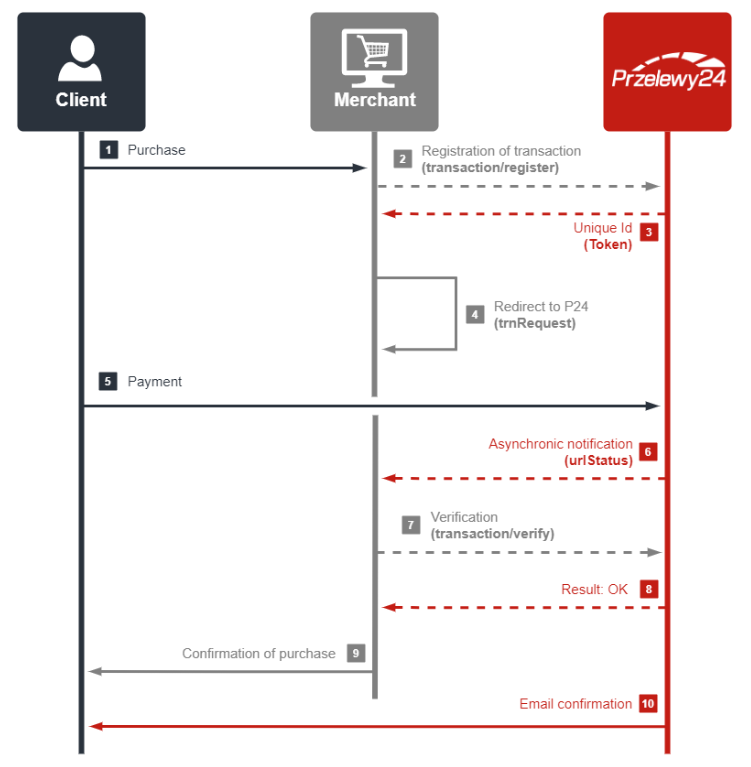 Client
Merchant
Przelewy24
1 Purchase
2 Registration of transaction
(transaction/register)
Unique Id 3
(Token)
4 Redirect to P24
(trnRequest)
5 Payment
Asynchronic notification 6
(urlStatus)
7 Verification
(transaction/verify)
Result: OK 8
Confirmation of purchase 9
Email confirmation 10